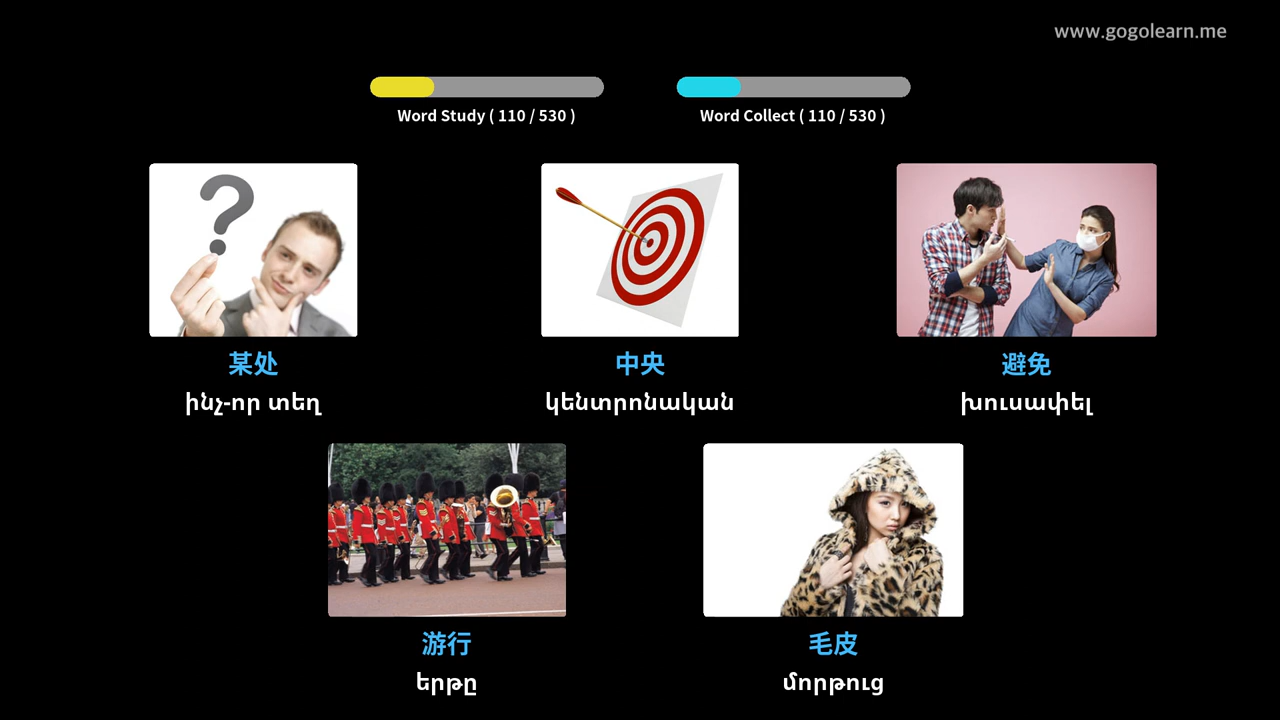 www.gogolearn.me
Word Study ( 110 / 530 )
Word Collect ( 110 / 530 )
某处
ինչ-որ տեղ
中央
կենտրոնական
避免
խուսափել
游行
երթը
毛皮
մորթուց